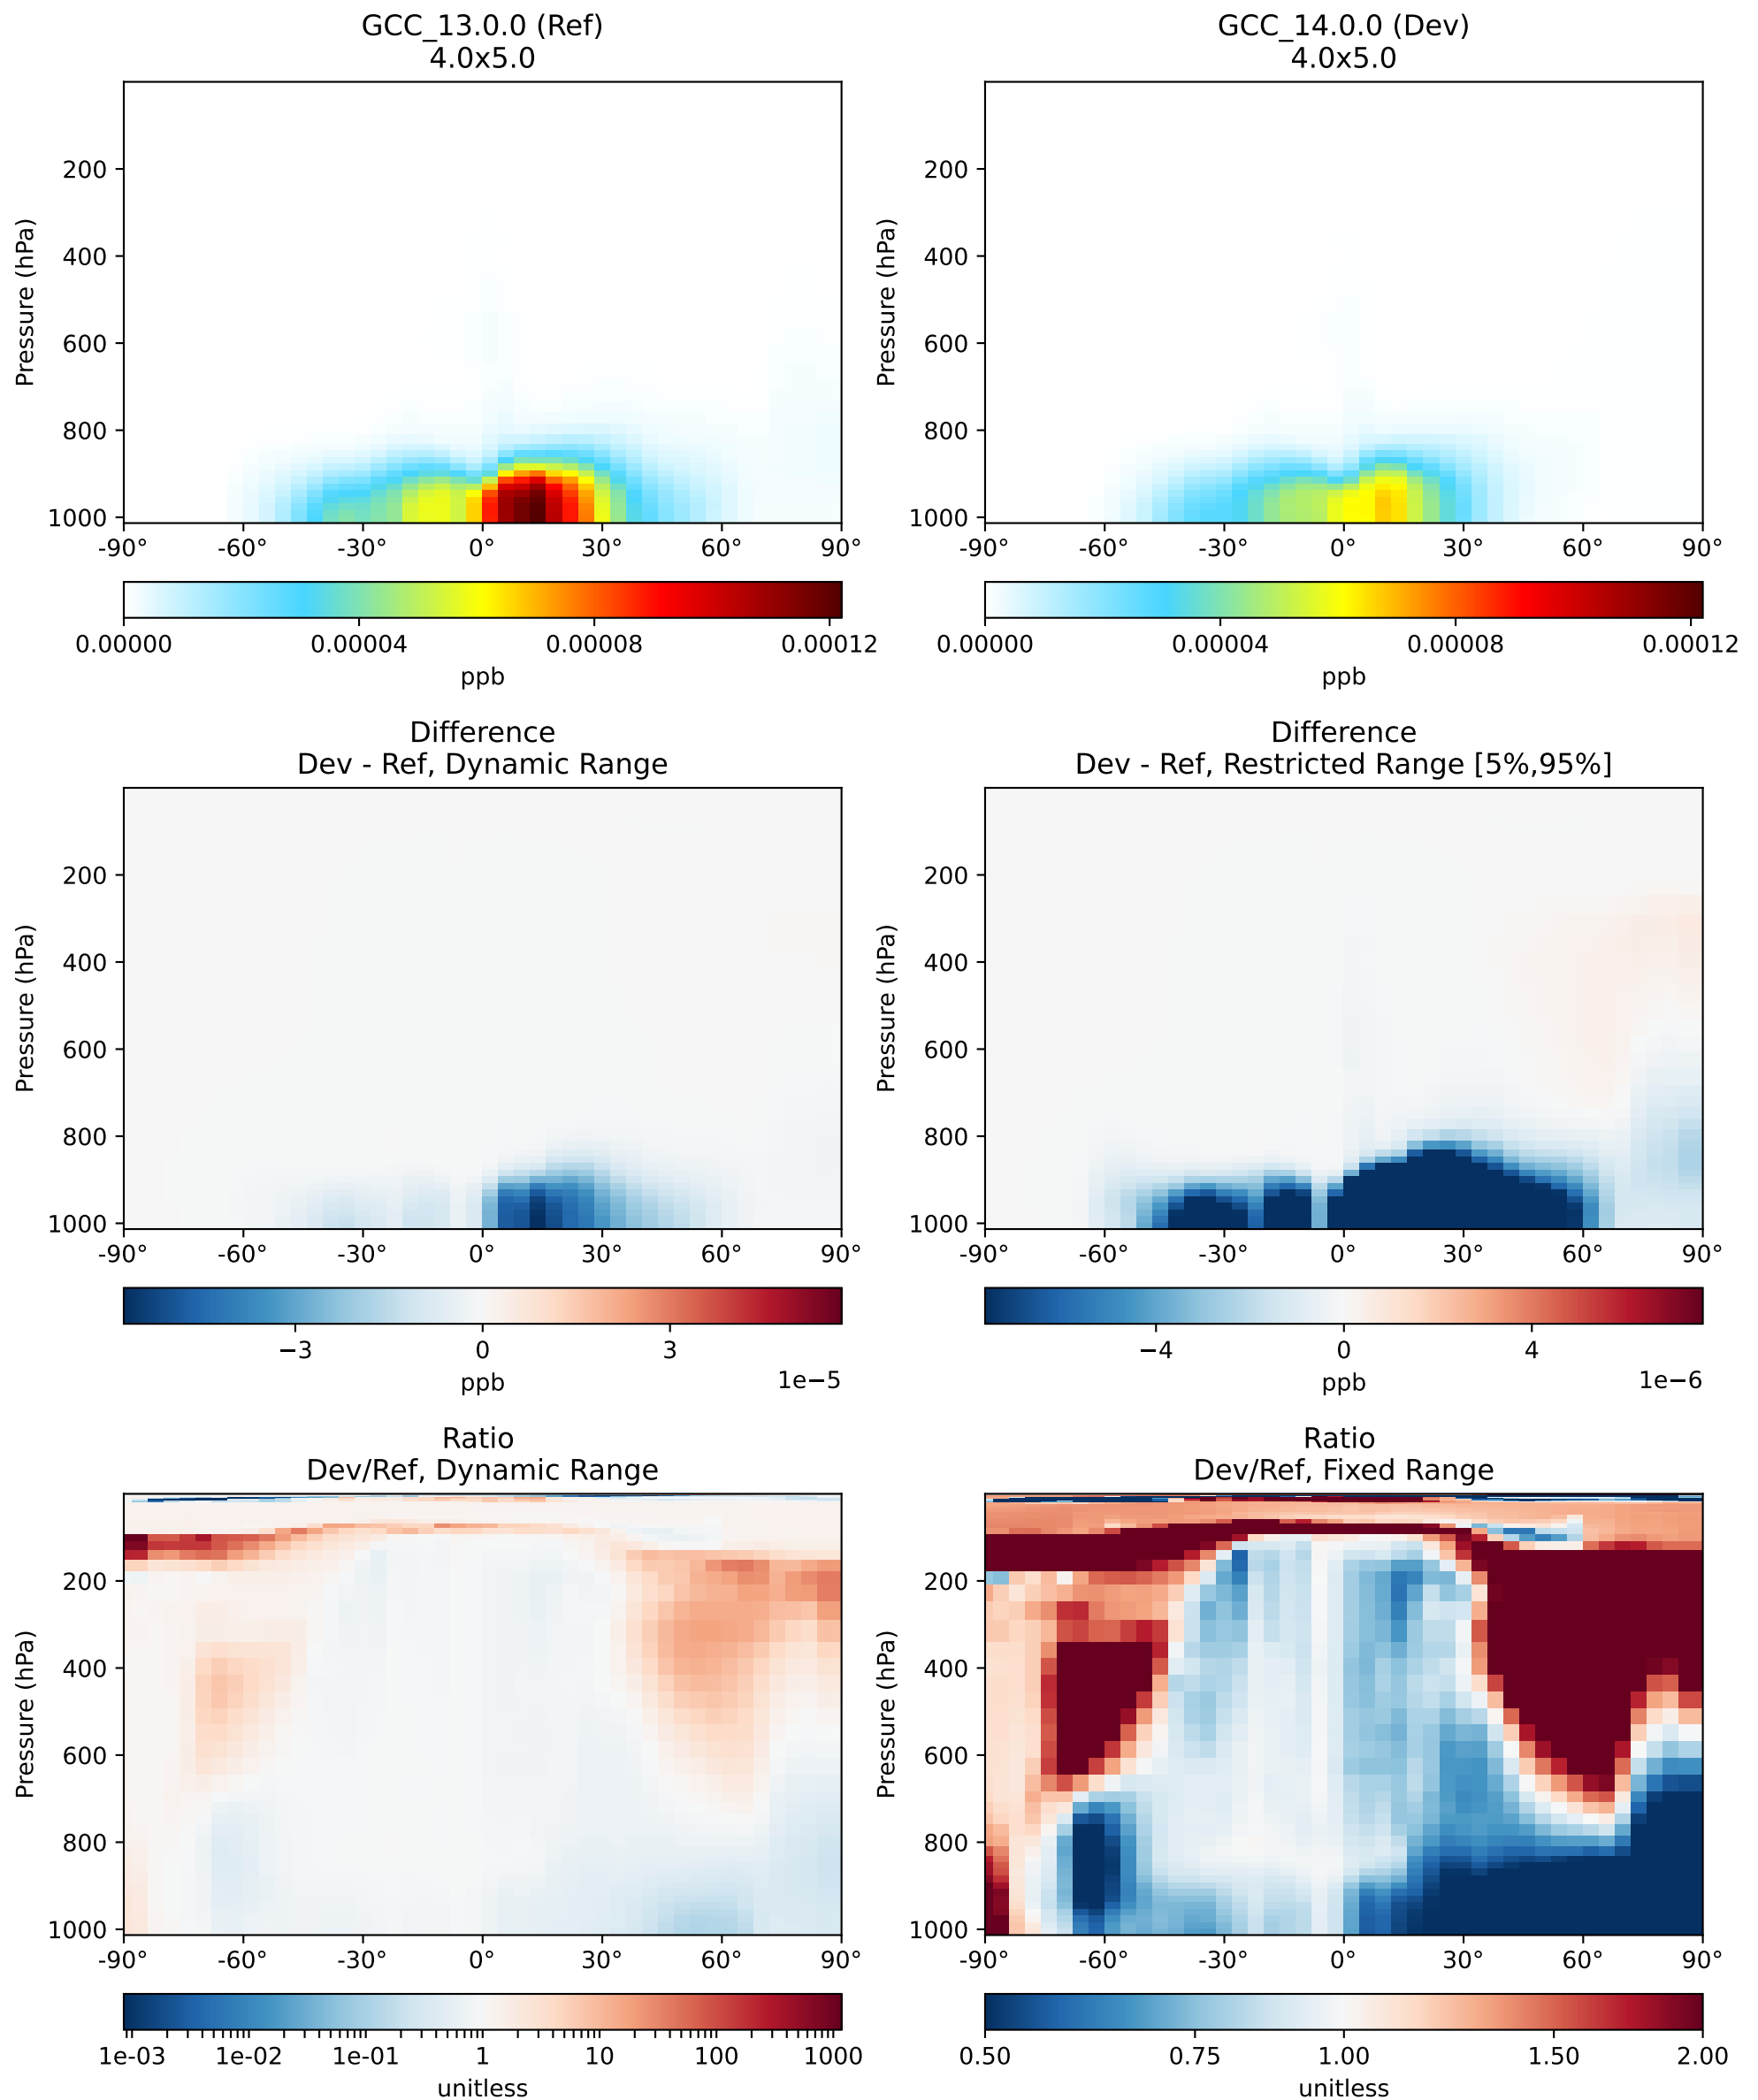 GCC_13.0.0 (Ref)
4.0x5.0
Pressure (hPa)
200
400
600
800
1000
-90° -60° -30° 0° 30° 60° 90°
0.00000 0.00004 0.00008 0.00012
ppb
GCC_14.0.0 (Dev)
4.0x5.0
Pressure (hPa)
200
400
600
800
1000
-90° -60° -30° 0° 30° 60° 90°
0.00000 0.00004 0.00008 0.00012
ppb
Difference
Dev - Ref, Dynamic Range
Pressure (hPa)
200
400
600
800
1000
-90° -60° -30° 0° 30° 60° 90°
−3 0 3
ppb 1e−5
Difference
Dev - Ref, Restricted Range [5%,95%]
Pressure (hPa)
200
400
600
800
1000
-90° -60° -30° 0° 30° 60° 90°
−4 0 4
ppb 1e−6
Ratio
Dev/Ref, Dynamic Range
Pressure (hPa)
200
400
600
800
1000
-90° -60° -30° 0° 30° 60° 90°
1e-03 1e-02 1e-01 1 10 100 1000
unitless
Ratio
Dev/Ref, Fixed Range
Pressure (hPa)
200
400
600
800
1000
-90° -60° -30° 0° 30° 60° 90°
0.50 0.75 1.00 1.50 2.00
unitless